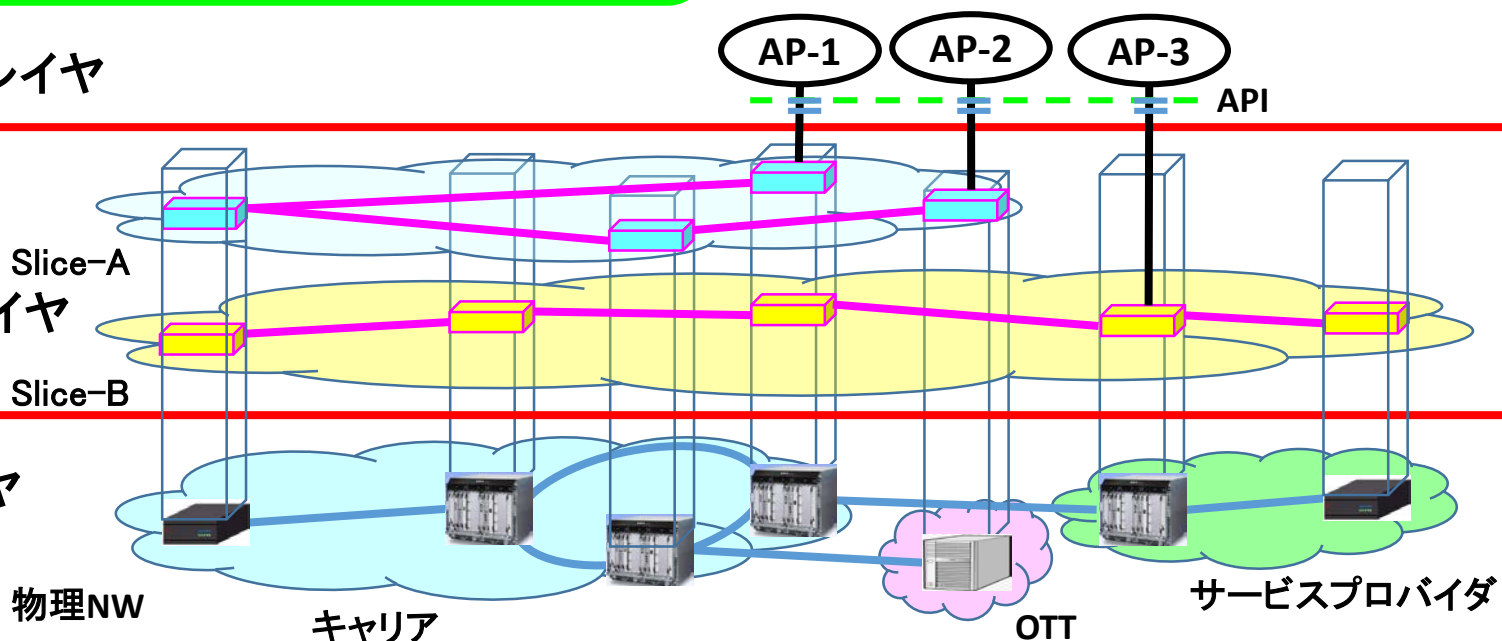 AP-1
AP-2
AP-3
レイヤ
API
Slice-A
イヤ
Slice-B
ヤ
物理NW
キャリア
OTT
サービスプロバイダ